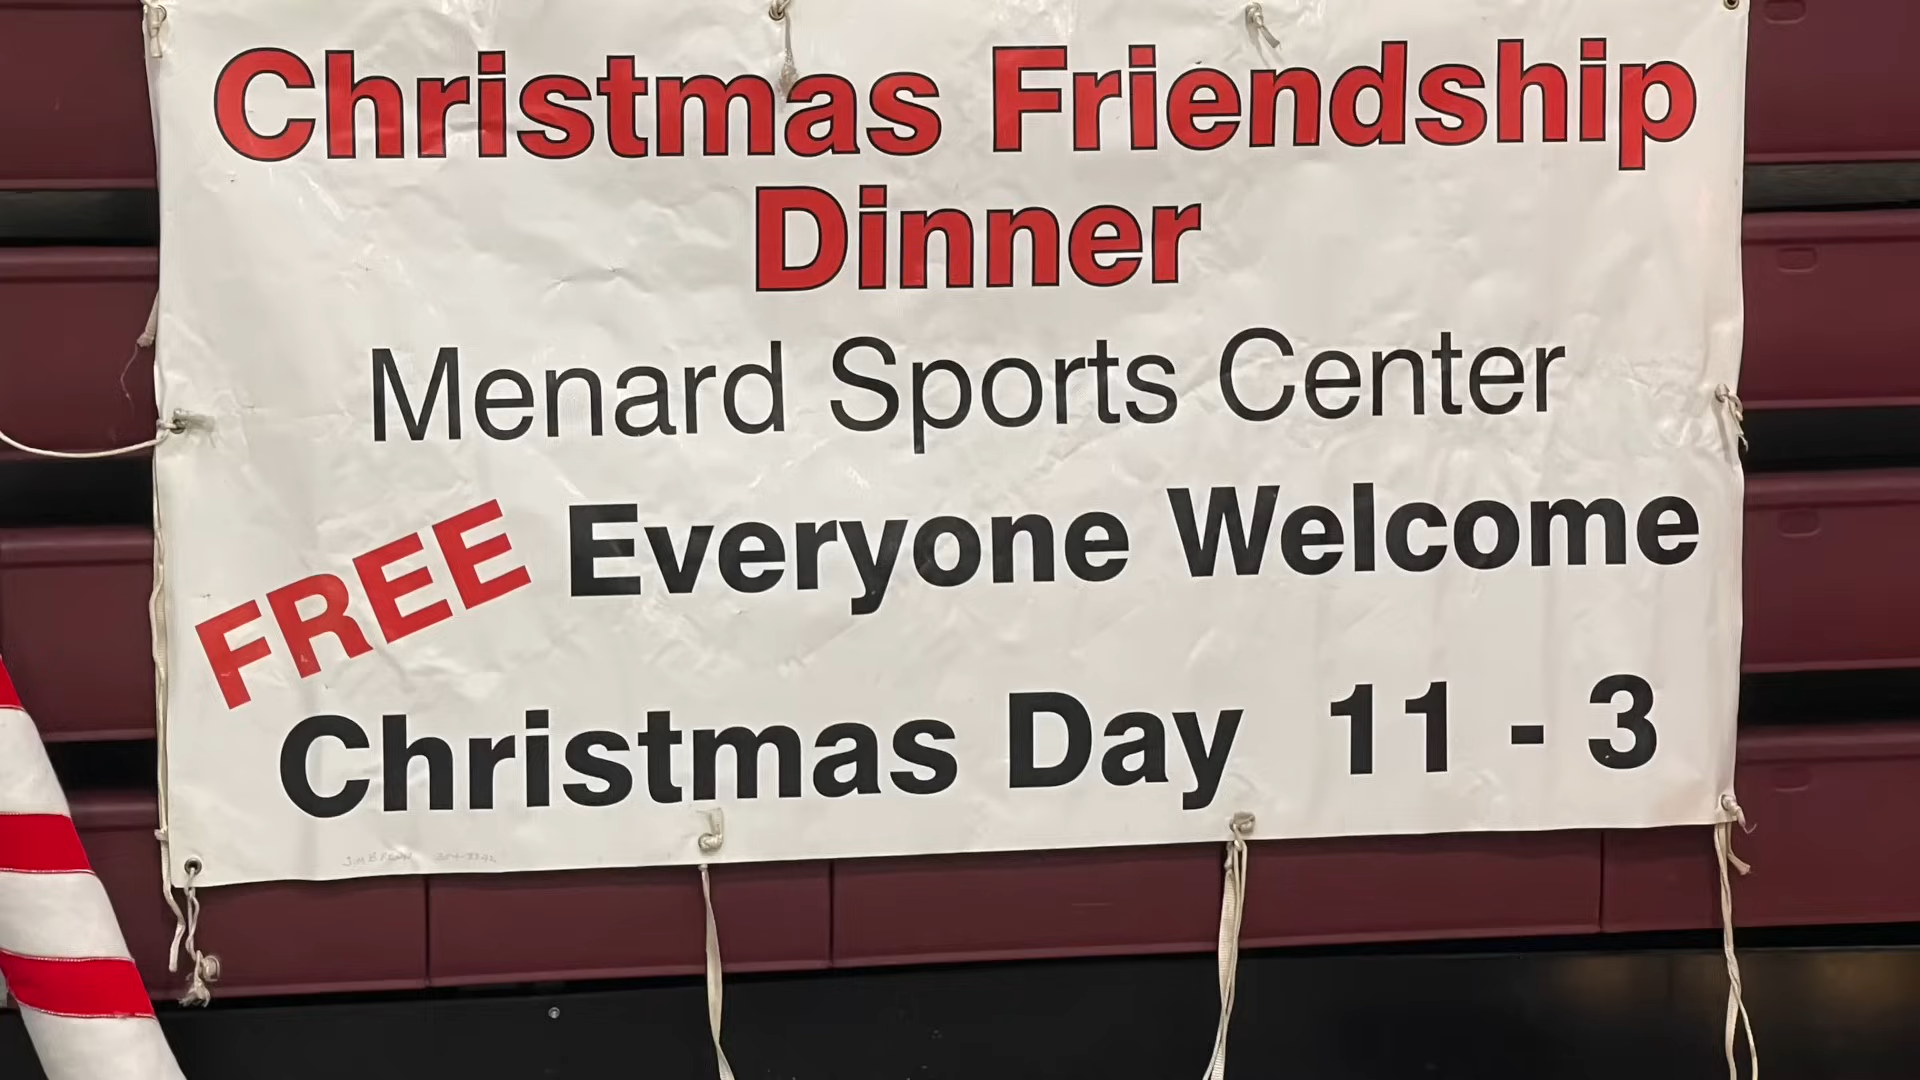 Christmas Friendship
Dinner
Menard Sports Center
FREE Everyone Welcome
Christmas Day 11 - 3